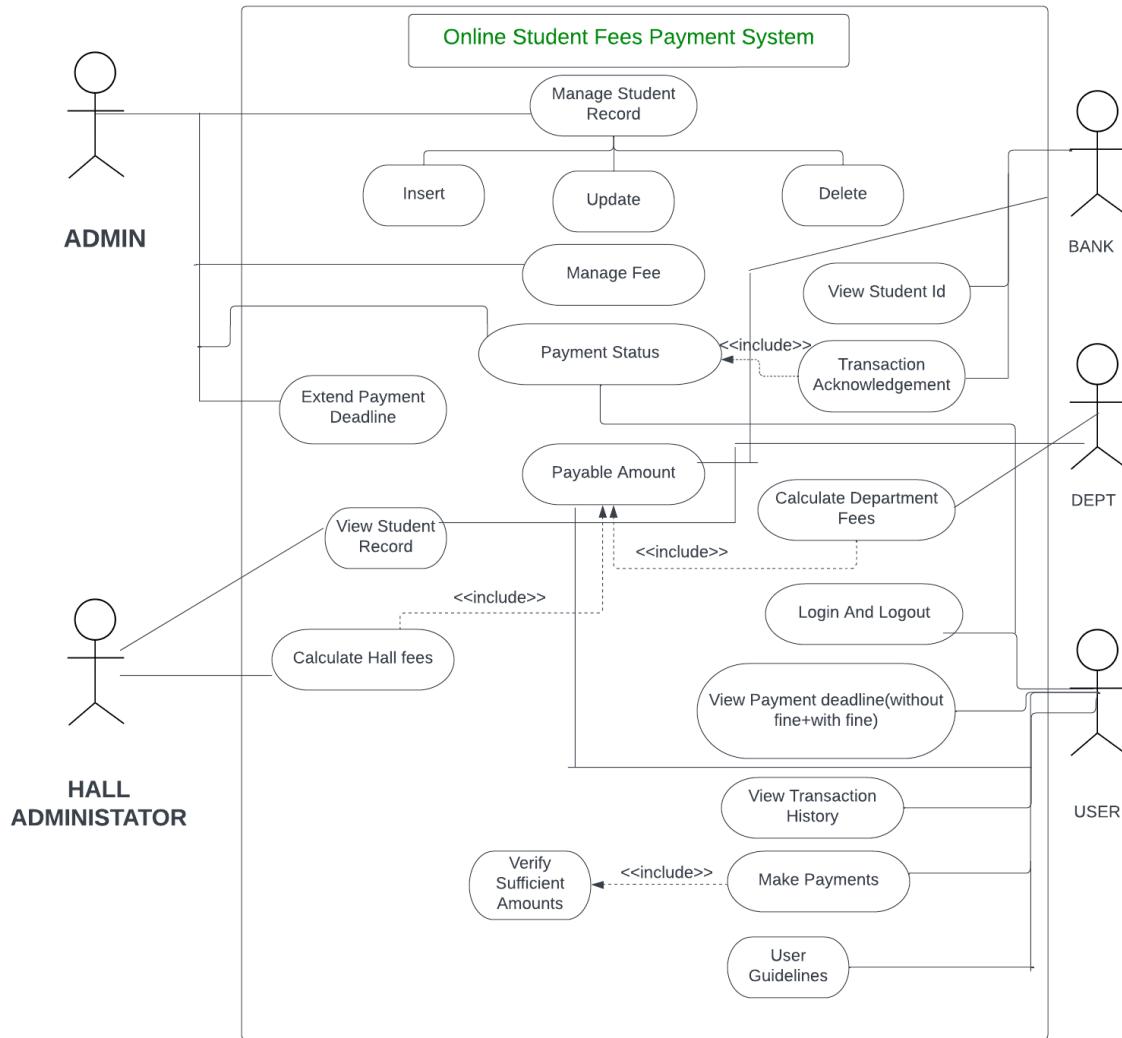 Online Student Fees Payment System
Manage Student
Record
Insert
Update
Delete
ADMIN
BANK
Manage Fee
View Student Id
Payment Status
<<include>>
Transaction
Acknowledgement
Extend Payment
Deadline
Payable Amount
Calculate Department
Fees
DEPT
View Student
Record
<<include>>
<<include>>
Login And Logout
Calculate Hall fees
View Payment deadline(without
fine+with fine)
HALL
ADMINISTATOR
View Transaction
History
USER
Verify
Sufficient
Amounts
<<include>>
Make Payments
User
Guidelines